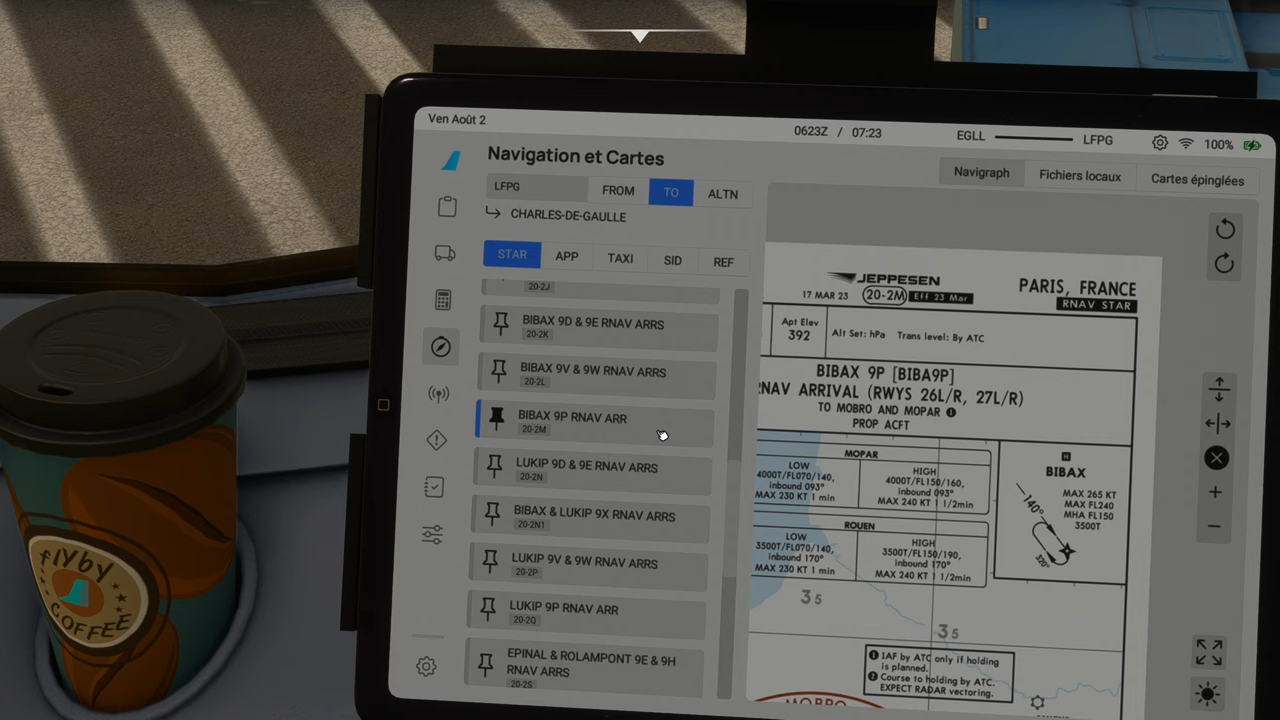 Ven Août 2
0623Z / 07:23
EGLL
LFPG
100%
Navigation et Cartes
Navigraph
Fichiers locaux
Cartes épinglées
LFPG
FROM
TO
ALTN
CHARLES-DE-GAULLE
STAR
APP
TAXI
SID
REF
20-2J
BIBAX 9D & 9E RNAV ARRS
20-2K
BIBAX 9V & 9W RNAV ARRS
20-2L
BIBAX 9P RNAV ARR
20-2M
LUKIP 9D & 9E RNAV ARRS
20-2N
BIBAX & LUKIP 9X RNAV ARRS
20-2N1
LUKIP 9V & 9W RNAV ARRS
20-2P
LUKIP 9P RNAV ARR
20-2Q
EPINAL & ROLAMPONT 9E & 9H
RNAV ARRS
20-2S
JEPPESEN
17 MAR 23
20-2M
Eff 23 Mar
PARIS, FRANCE
RNAV STAR
Apt Elev
392
Alt Set: hPa Trans level: By ATC
BIBAX 9P [BIBA9P]
RNAV ARRIVAL (RWYS 26L/R, 27L/R)
TO MOBRO AND MOPAR 1
PROP ACFT
MOPAR
LOW
4000T/FL070/140,
inbound 093°
MAX 230 KT 1 min
HIGH
4000T/FL150/160,
inbound 093°
MAX 240 KT 1 1/2min
ROUEN
LOW
3500T/FL070/140,
inbound 170°
MAX 230 KT 1 min
HIGH
3500T/FL150/190,
inbound 170°
MAX 240 KT 1 1/2min
H
BIBAX
MAX 265 KT
MAX FL240
MHA FL150
3500T
140°
320°
35
35
1 IAF by ATC only if holding
is planned.
2 Course to holding by ATC.
EXPECT RADAR vectoring.
MOBRO
flyby
COFFEE